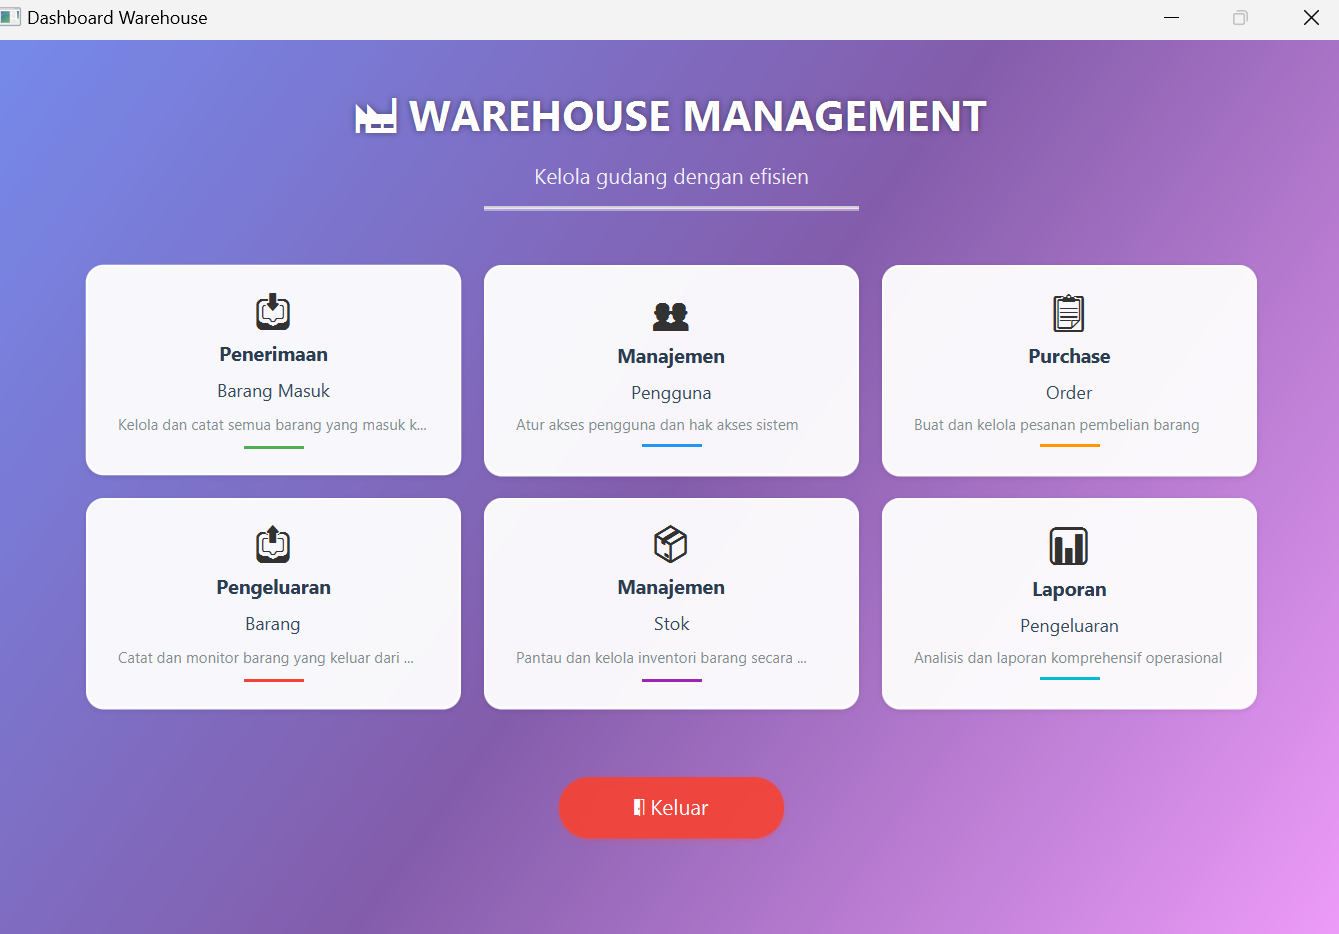 Dashboard Warehouse
WAREHOUSE MANAGEMENT
Kelola gudang dengan efisien
Penerimaan
Barang Masuk
Kelola dan catat semua barang yang masuk k...
Manajemen
Pengguna
Atur akses pengguna dan hak akses sistem
Purchase
Order
Buat dan kelola pesanan pembelian barang
Pengeluaran
Barang
Catat dan monitor barang yang keluar dari ...
Manajemen
Stok
Pantau dan kelola inventori barang secara ...
Laporan
Pengeluaran
Analisis dan laporan komprehensif operasional
Keluar